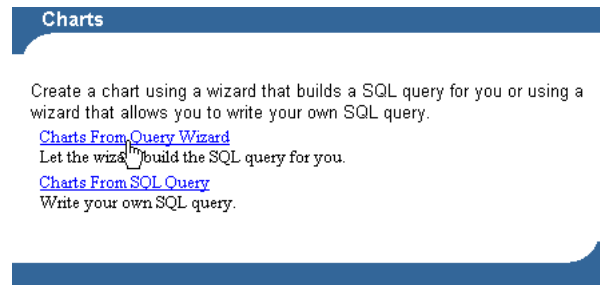 Charts
Create a chart using a wizard that builds a SQL query for you or using a
wizard that allows you to write your own SQL query.
Charts From Query Wizard
Let the wizard build the SQL query for you.
Charts From SQL Query
Write your own SQL query.